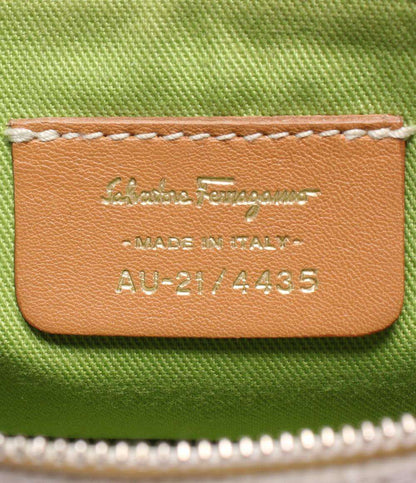 Salvatore Ferragamo
-MADE IN ITALY-
AU-21/4435